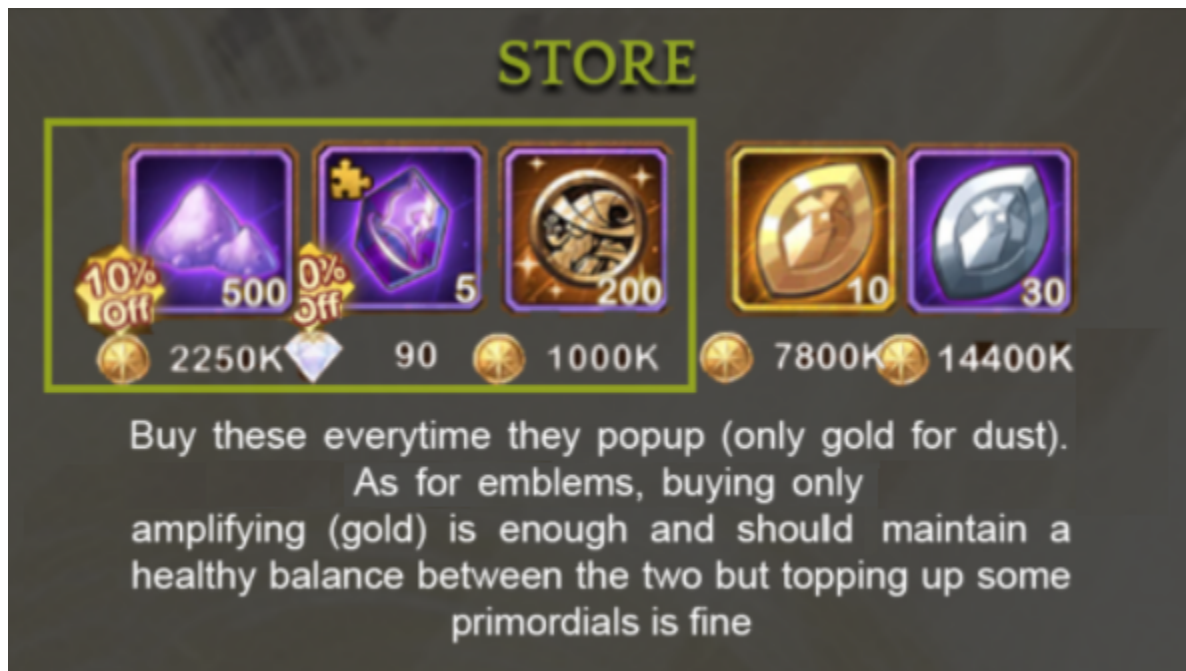 STORE
500 5 200 10 30
10% 0%
Off Off
2250K 90 1000K 7800K 14400K
Buy these everytime they popup (only gold for dust).
As for emblems, buying only
amplifying (gold) is enough and should maintain a
healthy balance between the two but topping up some
primordials is fine